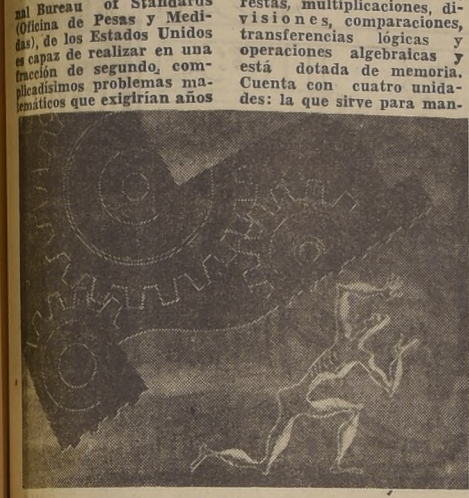 nal Bureau of Standards
(Oficina de Pesas y Medi-
das), de los Estados Unidos
es capaz de realizar en una
fracción de segundo, com-
plicadísimos problemas ma-
temáticos que exigirían años
restas, multiplicaciones, di-
visiones, comparaciones,
transferencias lógicas y
operaciones algebraicas y
está dotada de memoria.
Cuenta con cuatro unida-
des: la que sirve para man-